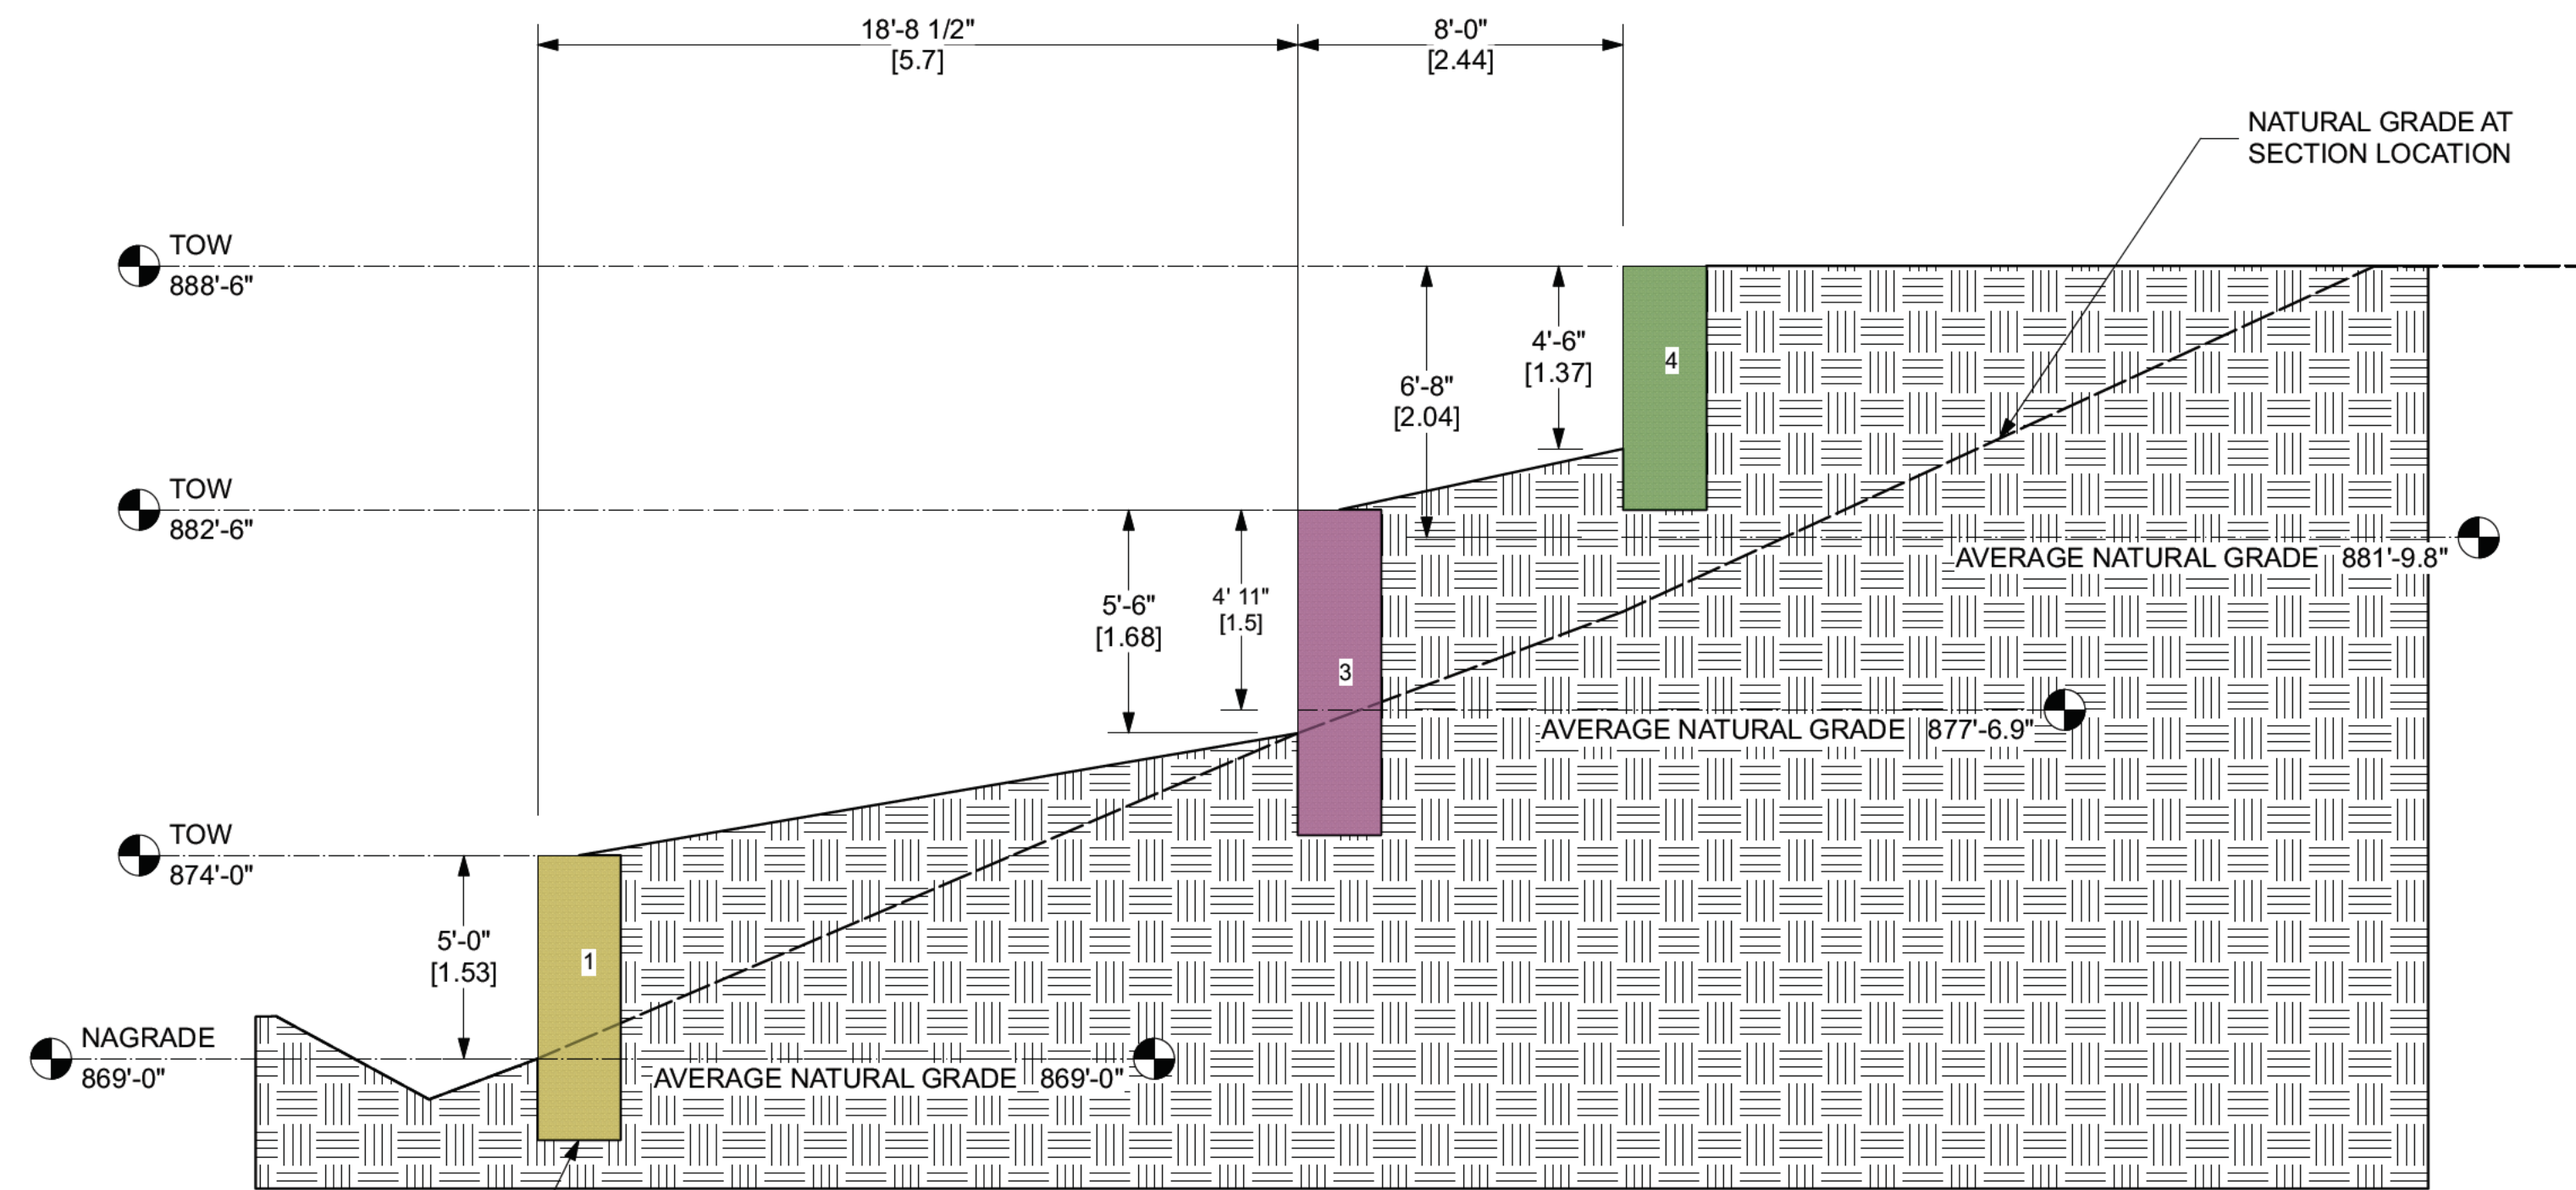 18'-8 1/2"
[5.7]
8'-0"
[2.44]
NATURAL GRADE AT
SECTION LOCATION
TOW
888'-6"
4'-6"
[1.37]
4
6'-8"
[2.04]
TOW
882'-6"
AVERAGE NATURAL GRADE 881'-9.8"
5'-6"
[1.68]
4' 11"
[1.5]
3
AVERAGE NATURAL GRADE 877'-6.9"
TOW
874'-0"
5'-0"
[1.53]
1
NAGRADE
869'-0"
AVERAGE NATURAL GRADE 869'-0"